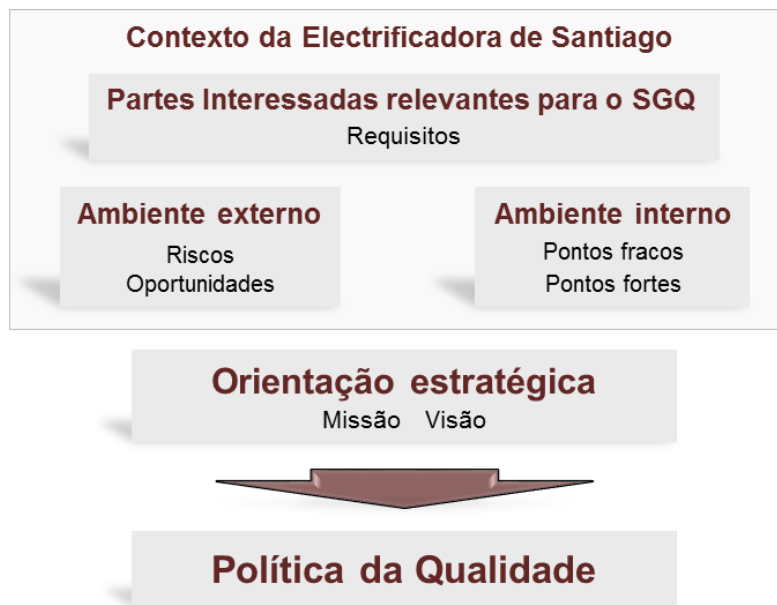 Contexto da Electrificadora de Santiago
Partes Interessadas relevantes para o SGQ
Requisitos
Ambiente externo
Riscos
Oportunidades
Ambiente interno
Pontos fracos
Pontos fortes
Orientação estratégica
Missão Visão
Política da Qualidade